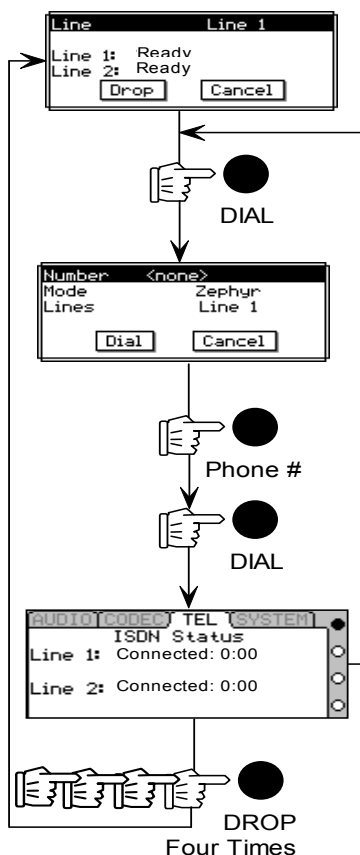 Line Line 1
Line 1: Ready
Line 2: Ready
Drop Cancel
DIAL
Number <none>
Mode Zephyr
Lines Line 1
Dial Cancel
Phone #
DIAL
AUDIO CODEC TEL SYSTEM
ISDN Status
Line 1: Connected: 0:00
Line 2: Connected: 0:00
DROP
Four Times